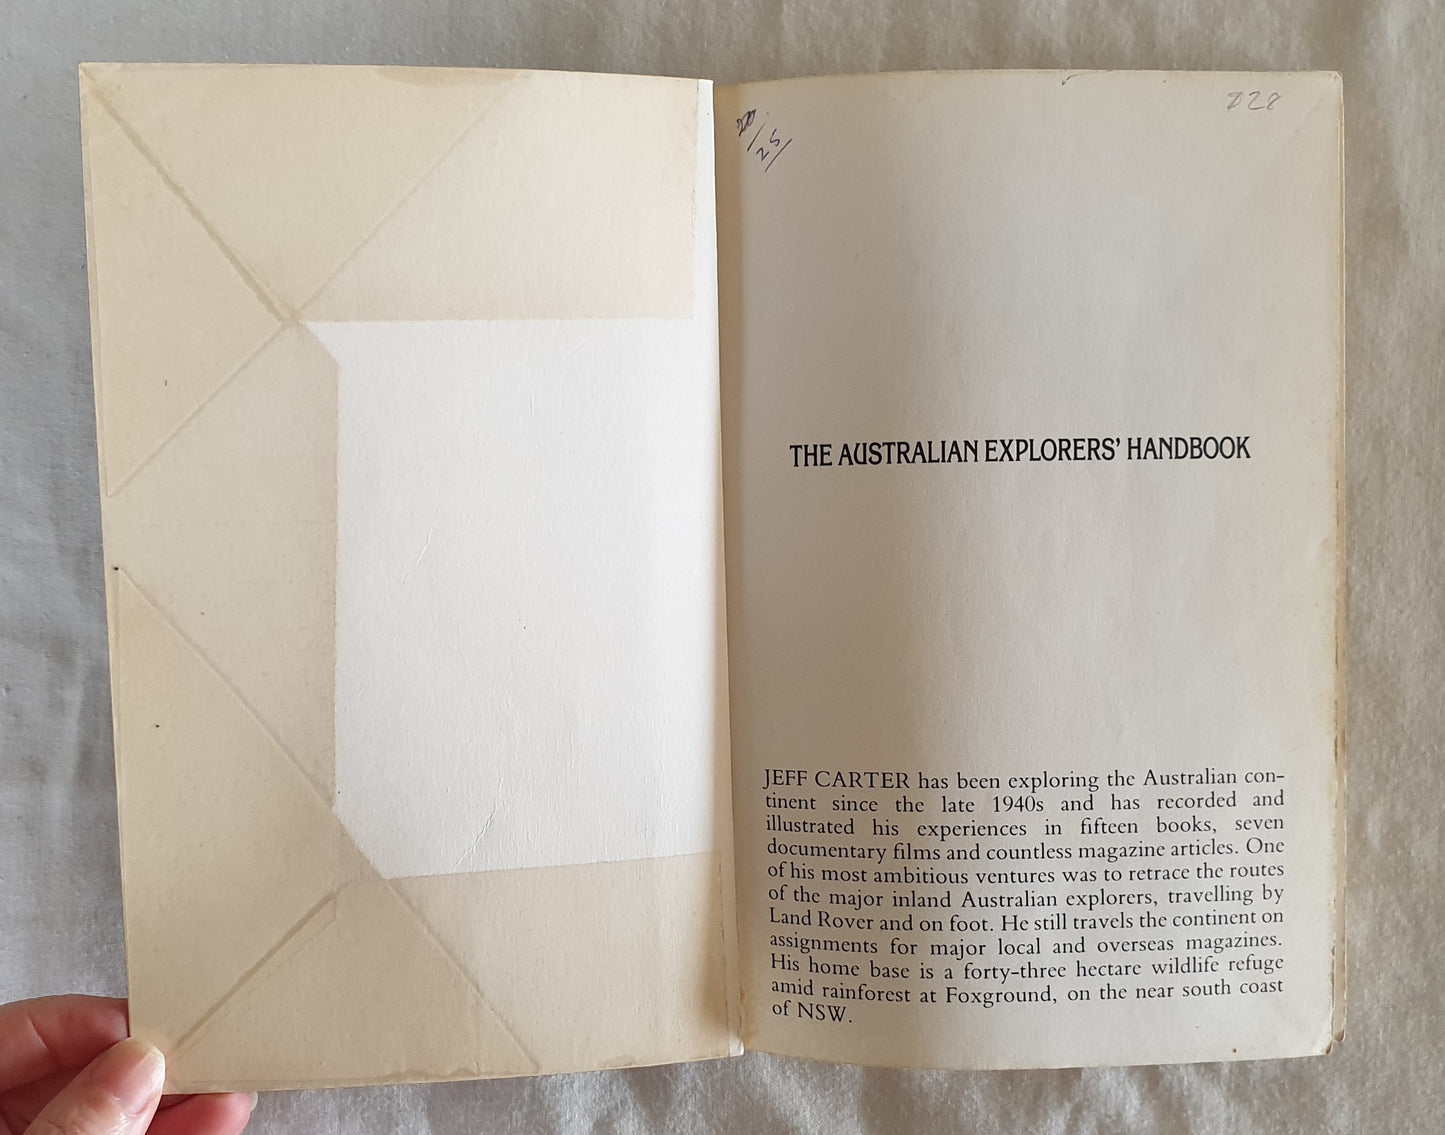 25/
828
THE AUSTRALIAN EXPLORERS' HANDBOOK
JEFF CARTER has been exploring the Australian con-
tinent since the late 1940s and has recorded and
illustrated his experiences in fifteen books, seven
documentary films and countless magazine articles. One
of his most ambitious ventures was to retrace the routes
of the major inland Australian explorers, travelling by
Land Rover and on foot. He still travels the continent on
assignments for major local and overseas magazines.
His home base is a forty-three hectare wildlife refuge
amid rainforest at Foxground, on the near south coast
of NSW.